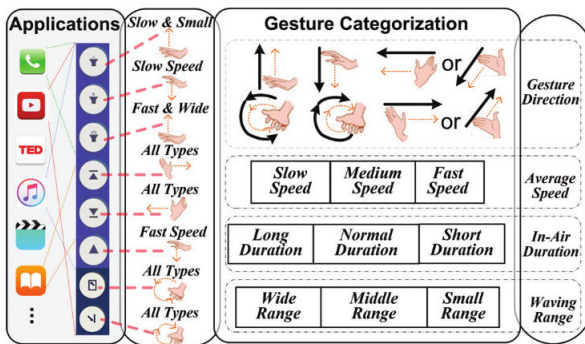 Applications
TED
⋮
Slow & Small
Slow Speed
Fast & Wide
All Types
All Types
Fast Speed
All Types
All Types
Gesture Categorization
or
or
Gesture
Direction
Slow
Speed
Medium
Speed
Fast
Speed
Average
Speed
Long
Duration
Normal
Duration
Short
Duration
In-Air
Duration
Wide
Range
Middle
Range
Small
Range
Waving
Range